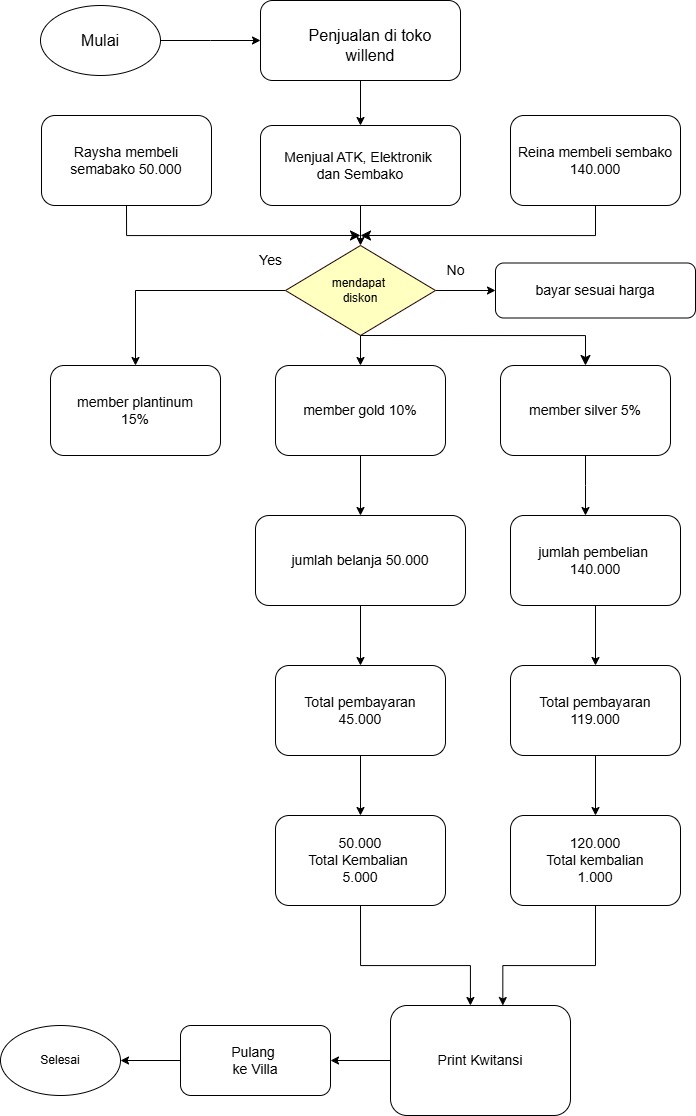 Mulai
Penjualan di toko
willend
Raysha membeli
semabako 50.000
Menjual ATK, Elektronik
dan Sembako
Reina membeli sembako
140.000
Yes
mendapat
diskon
No
bayar sesuai harga
member plantinum
15%
member gold 10%
member silver 5%
jumlah belanja 50.000
jumlah pembelian
140.000
Total pembayaran
45.000
Total pembayaran
119.000
50.000
Total Kembalian
5.000
120.000
Total kembalian
1.000
Selesai
Pulang
ke Villa
Print Kwitansi